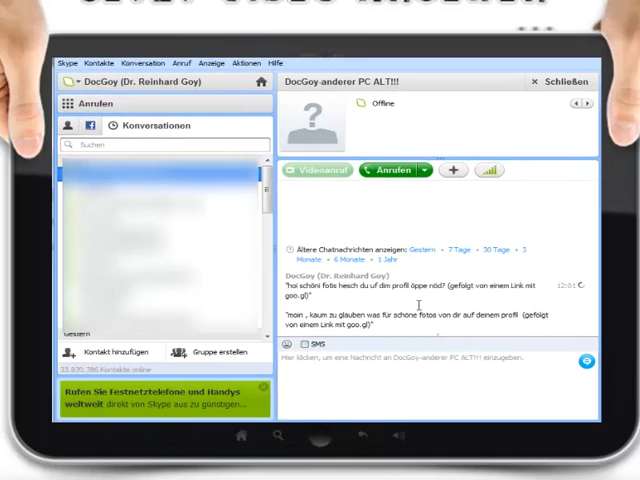 Skype Kontakte Konversation Anruf Anzeige Aktionen Hilfe
DocGoy (Dr. Reinhard Goy)
DocGoy-anderer PC ALT!!!
× Schließen
Anrufen
Offline
Konversationen
Suchen
Videoanruf
Anrufen
Ältere Chatnachrichten anzeigen: Gestern • 7 Tage • 30 Tage • 3
Monate • 6 Monate • 1 Jahr
DocGoy (Dr. Reinhard Goy)
"hoi schöni fotis hesch du uf dim profil öppe nöd? (gefolgt von einem Link mit
goo.gl)"
12:01
"moin , kaum zu glauben was für schöne fotos von dir auf deinem profil (gefolgt
von einem Link mit goo.gl)"
Gestern
SMS
Kontakt hinzufügen
Gruppe erstellen
Hier klicken, um eine Nachricht an DocGoy-anderer PC ALT!!! einzugeben.
23.870.786 Kontakte online
Rufen Sie Festnetztelefone und Handys
weltweit direkt von Skype aus zu günstigen...